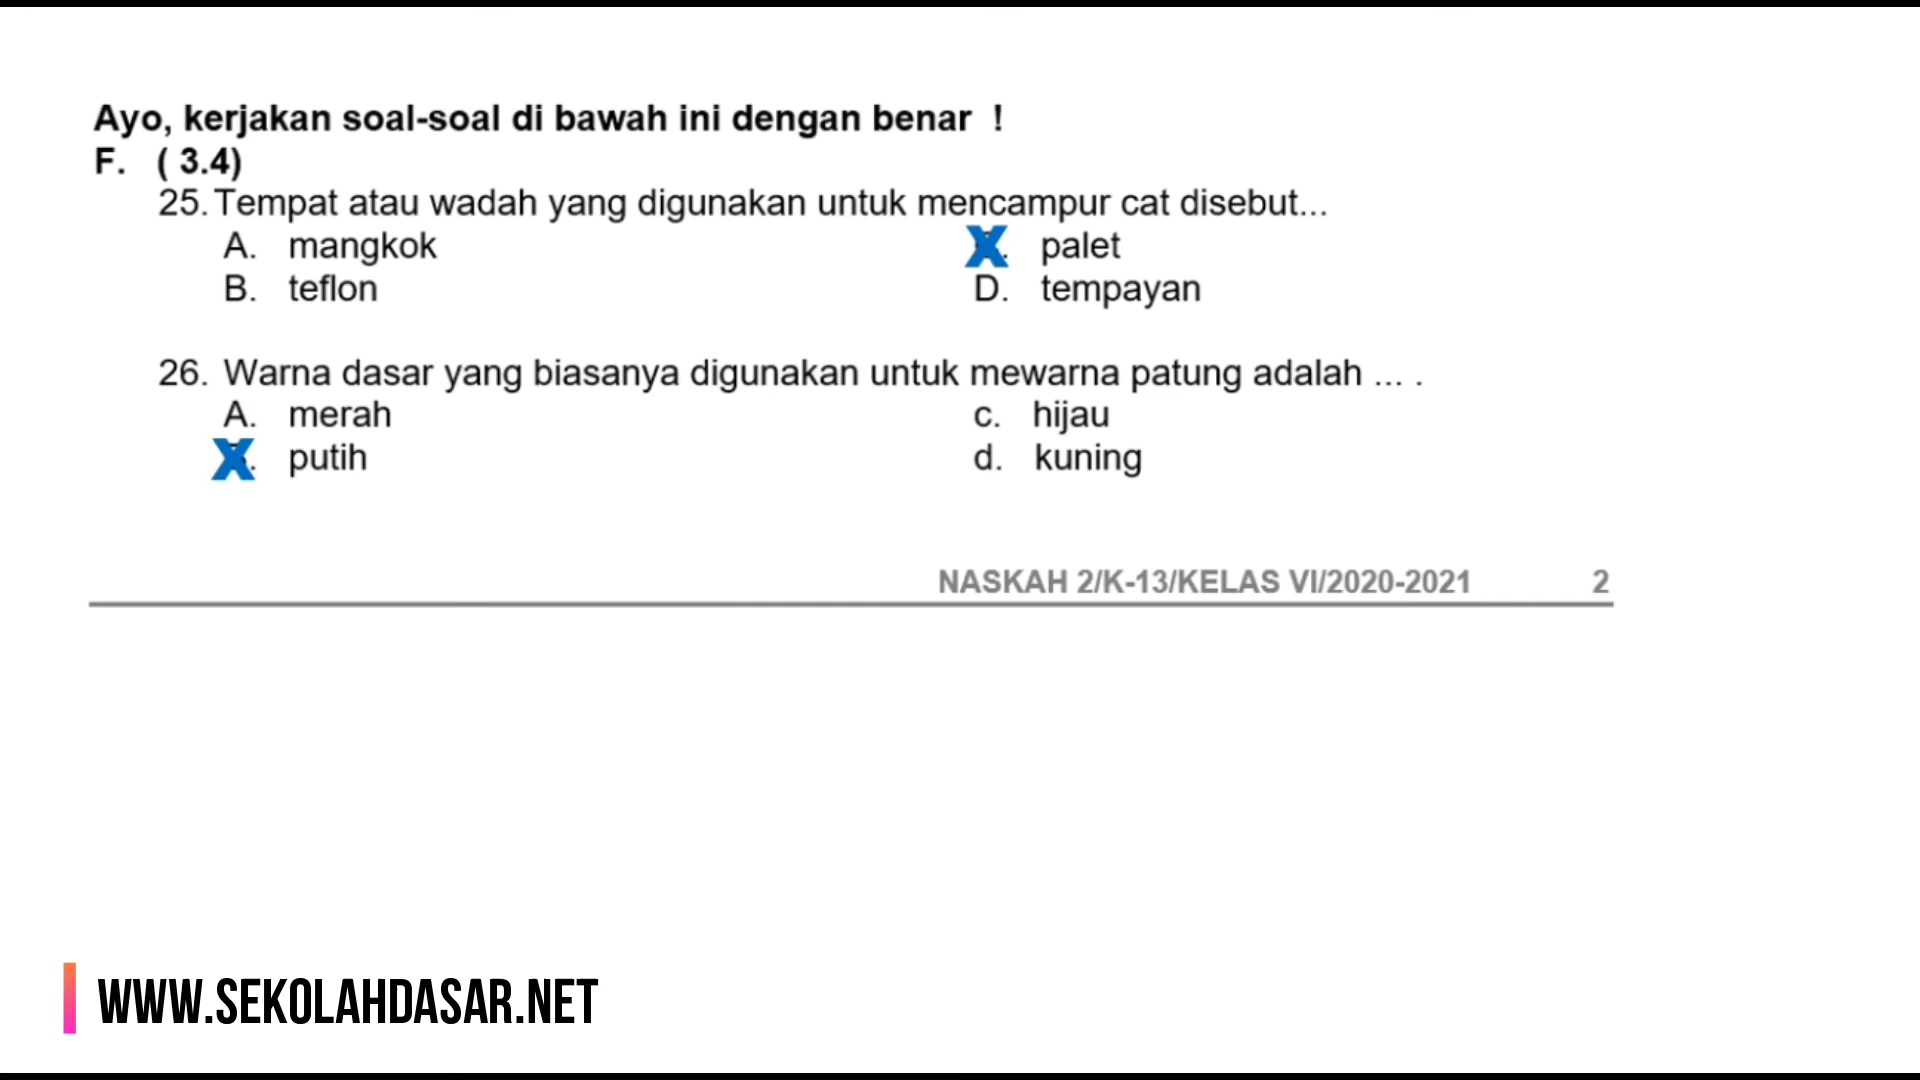 Ayo, kerjakan soal-soal di bawah ini dengan benar !
F. ( 3.4)
25. Tempat atau wadah yang digunakan untuk mencampur cat disebut...
A. mangkok X. palet
B. teflon D. tempayan
26. Warna dasar yang biasanya digunakan untuk mewarna patung adalah ... .
A. merah c. hijau
X. putih d. kuning
NASKAH 2/K-13/KELAS VI/2020-2021 2
WWW.SEKOLAHDASAR.NET